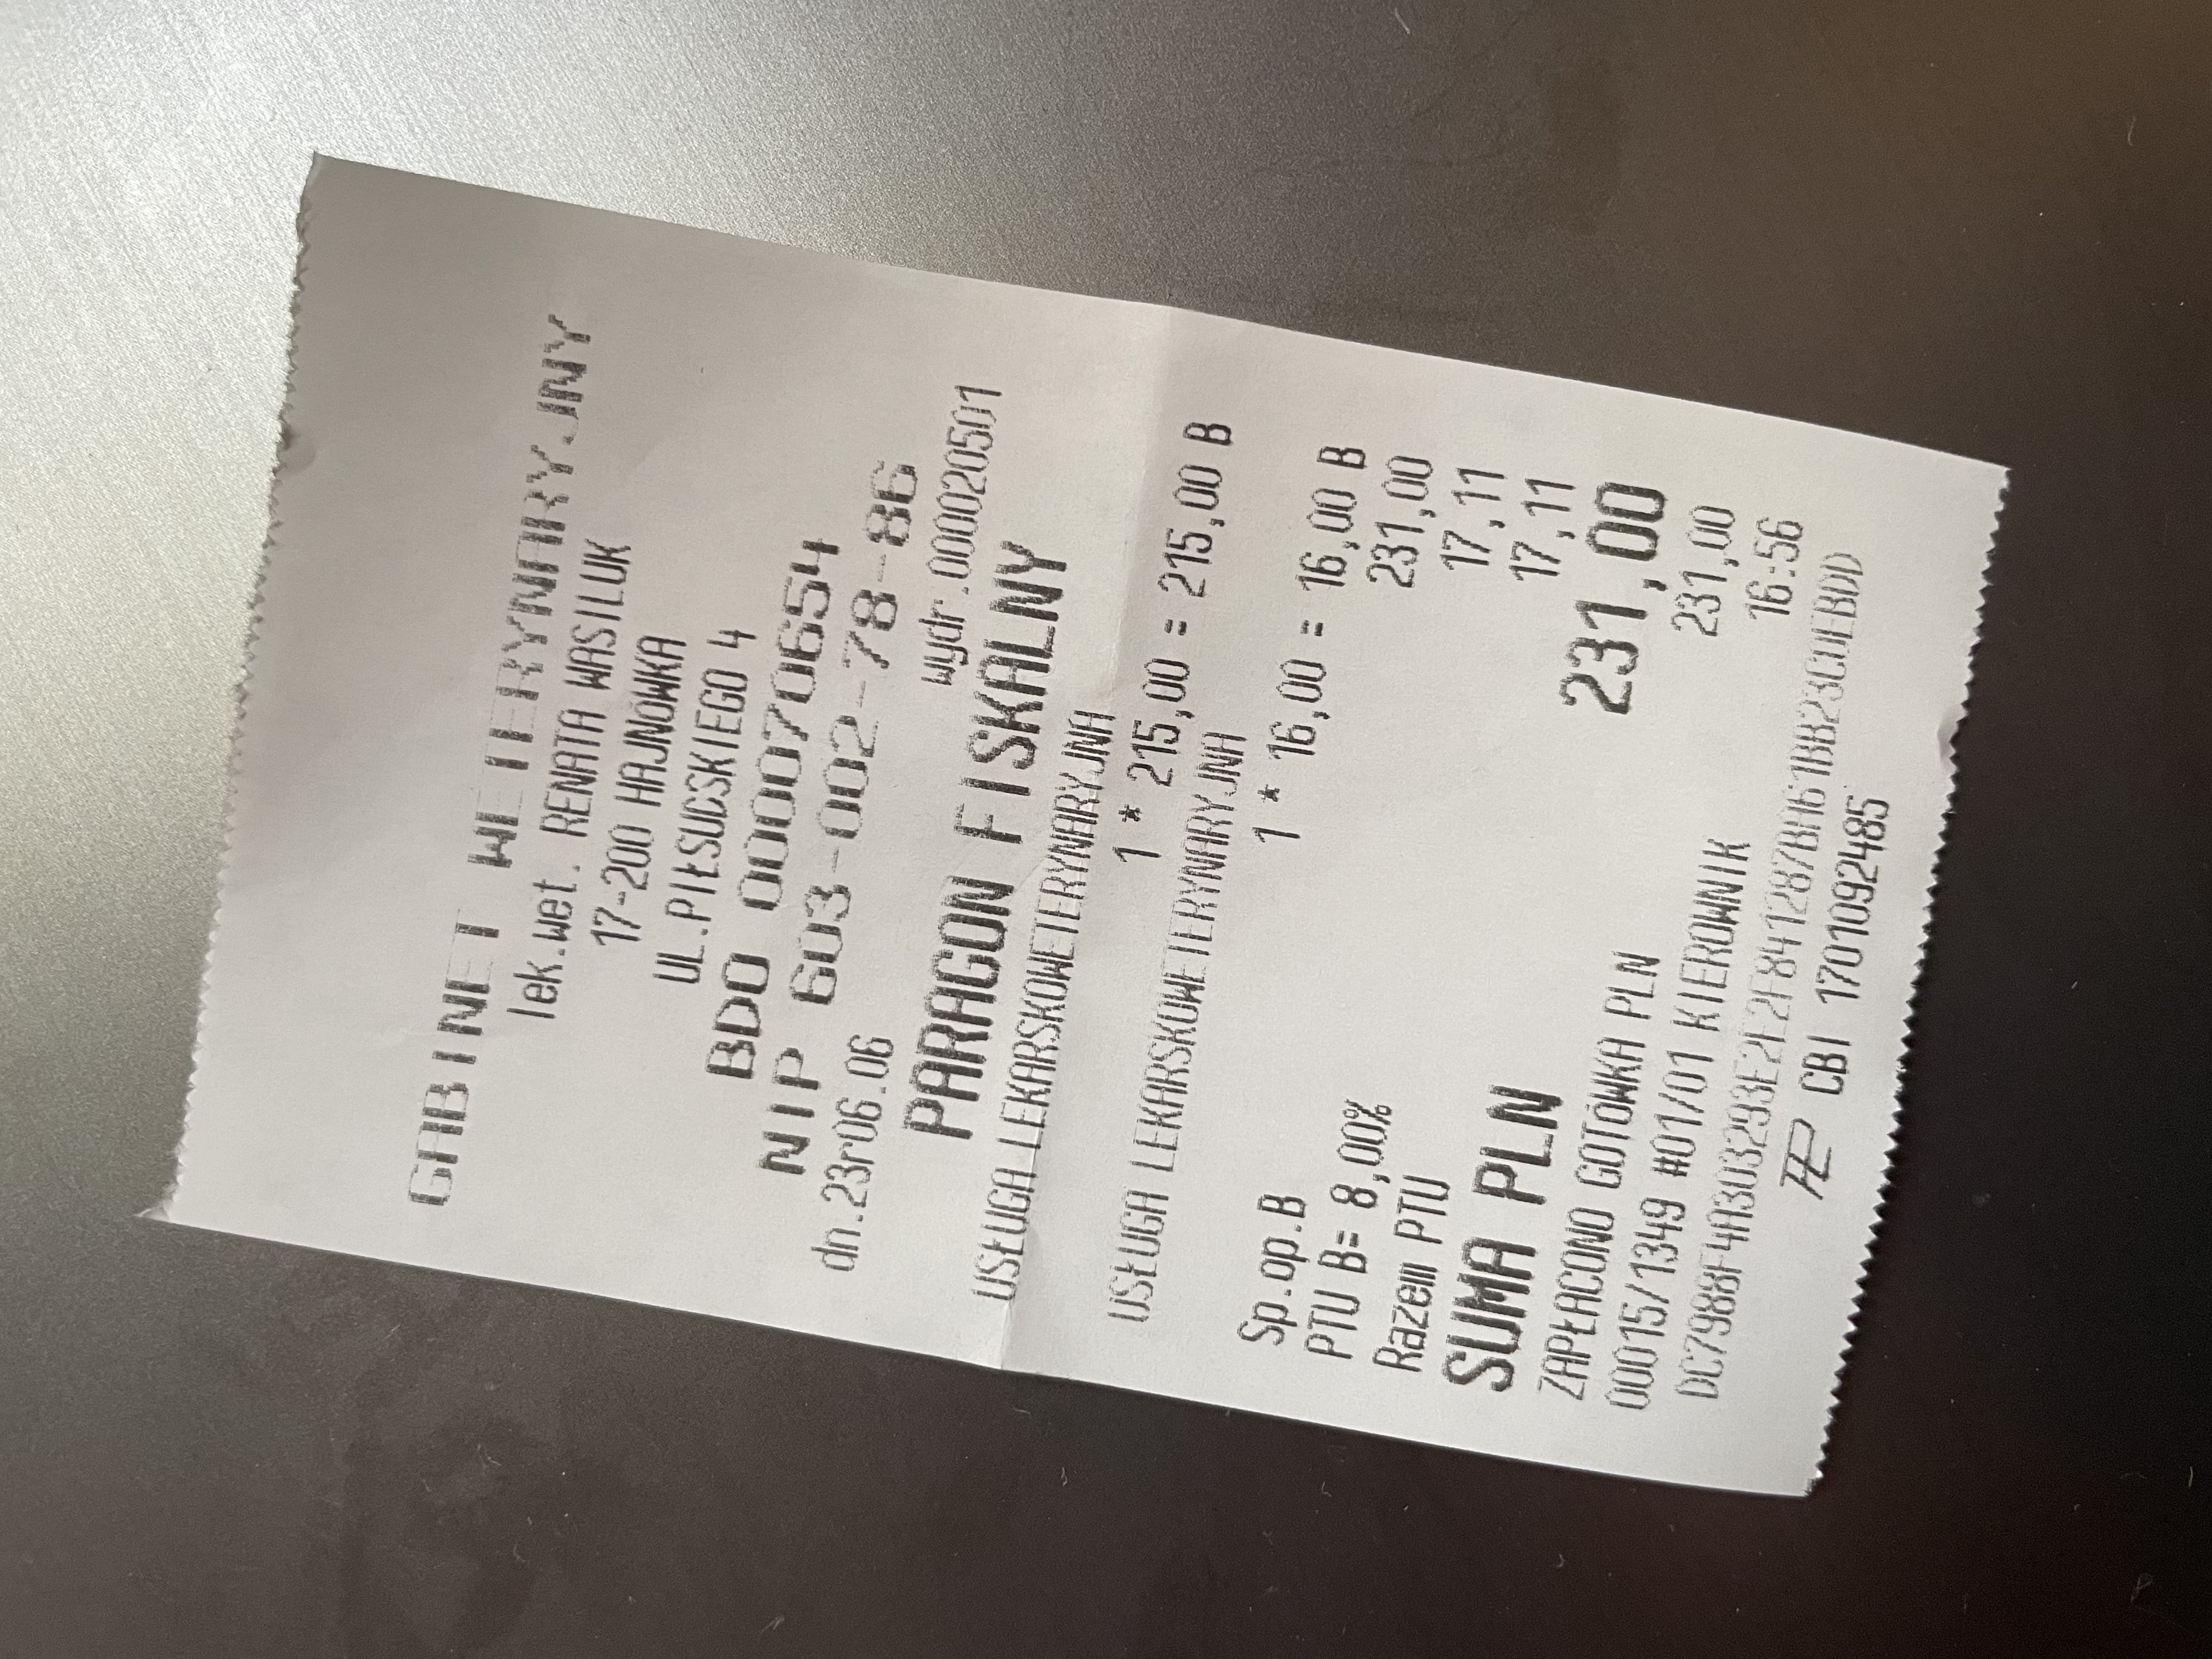 GABINET WETERYNARYJNY
lek.wet. RENATA WASILUK
17-200 HAJNÓWKA
UL.PIŁSUDSKIEGO 4
BDO 000070654
NIP 603-002-78-86
dn.23r06.06 wydr.0000020501
PARAGON FISKALNY
USŁUGA LEKARSKOWETERYNARYJNA
1 * 215,00 = 215,00 B
USŁUGA LEKARSKOWETERYNARYJNA
1 * 16,00 = 16,00 B
Sp.op.B 231,00
PTU B= 8,00% 17,11
Razem PTU 17,11
SUMA PLN 231,00
ZAPŁACONO GOTÓWKA PLN 231,00
00015/1349 #01/01 KIEROWNIK 16:56
CBI 1701092485